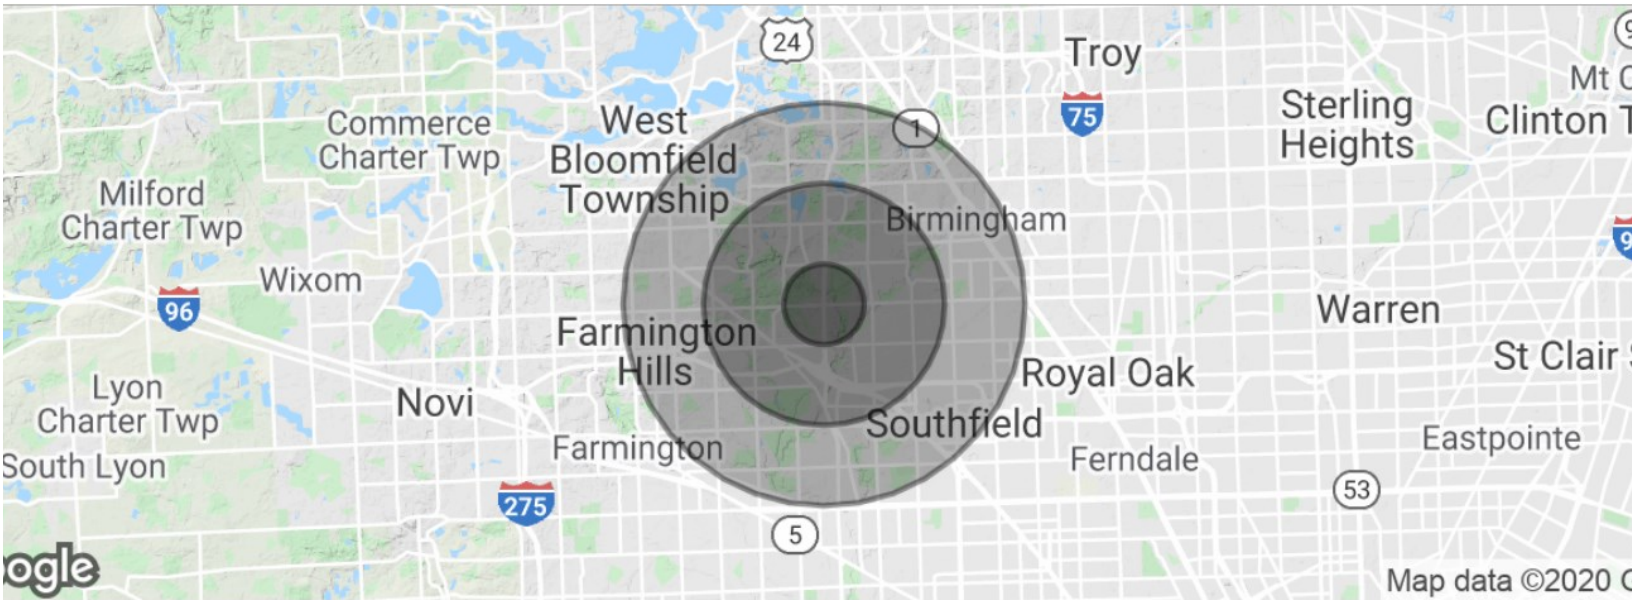 24
Troy
9
Mt C
75
Sterling
Heights
Clinton T
West
Bloomfield
Township
1
Commerce
Charter Twp
Milford
Charter Twp
Birmingham
9
Wixom
96
Warren
Farmington
Hills
St Clair S
Royal Oak
Lyon
Charter Twp
Novi
Southfield
Farmington
Eastpointe
Ferndale
South Lyon
275
53
5
ogle
Map data ©2020 G